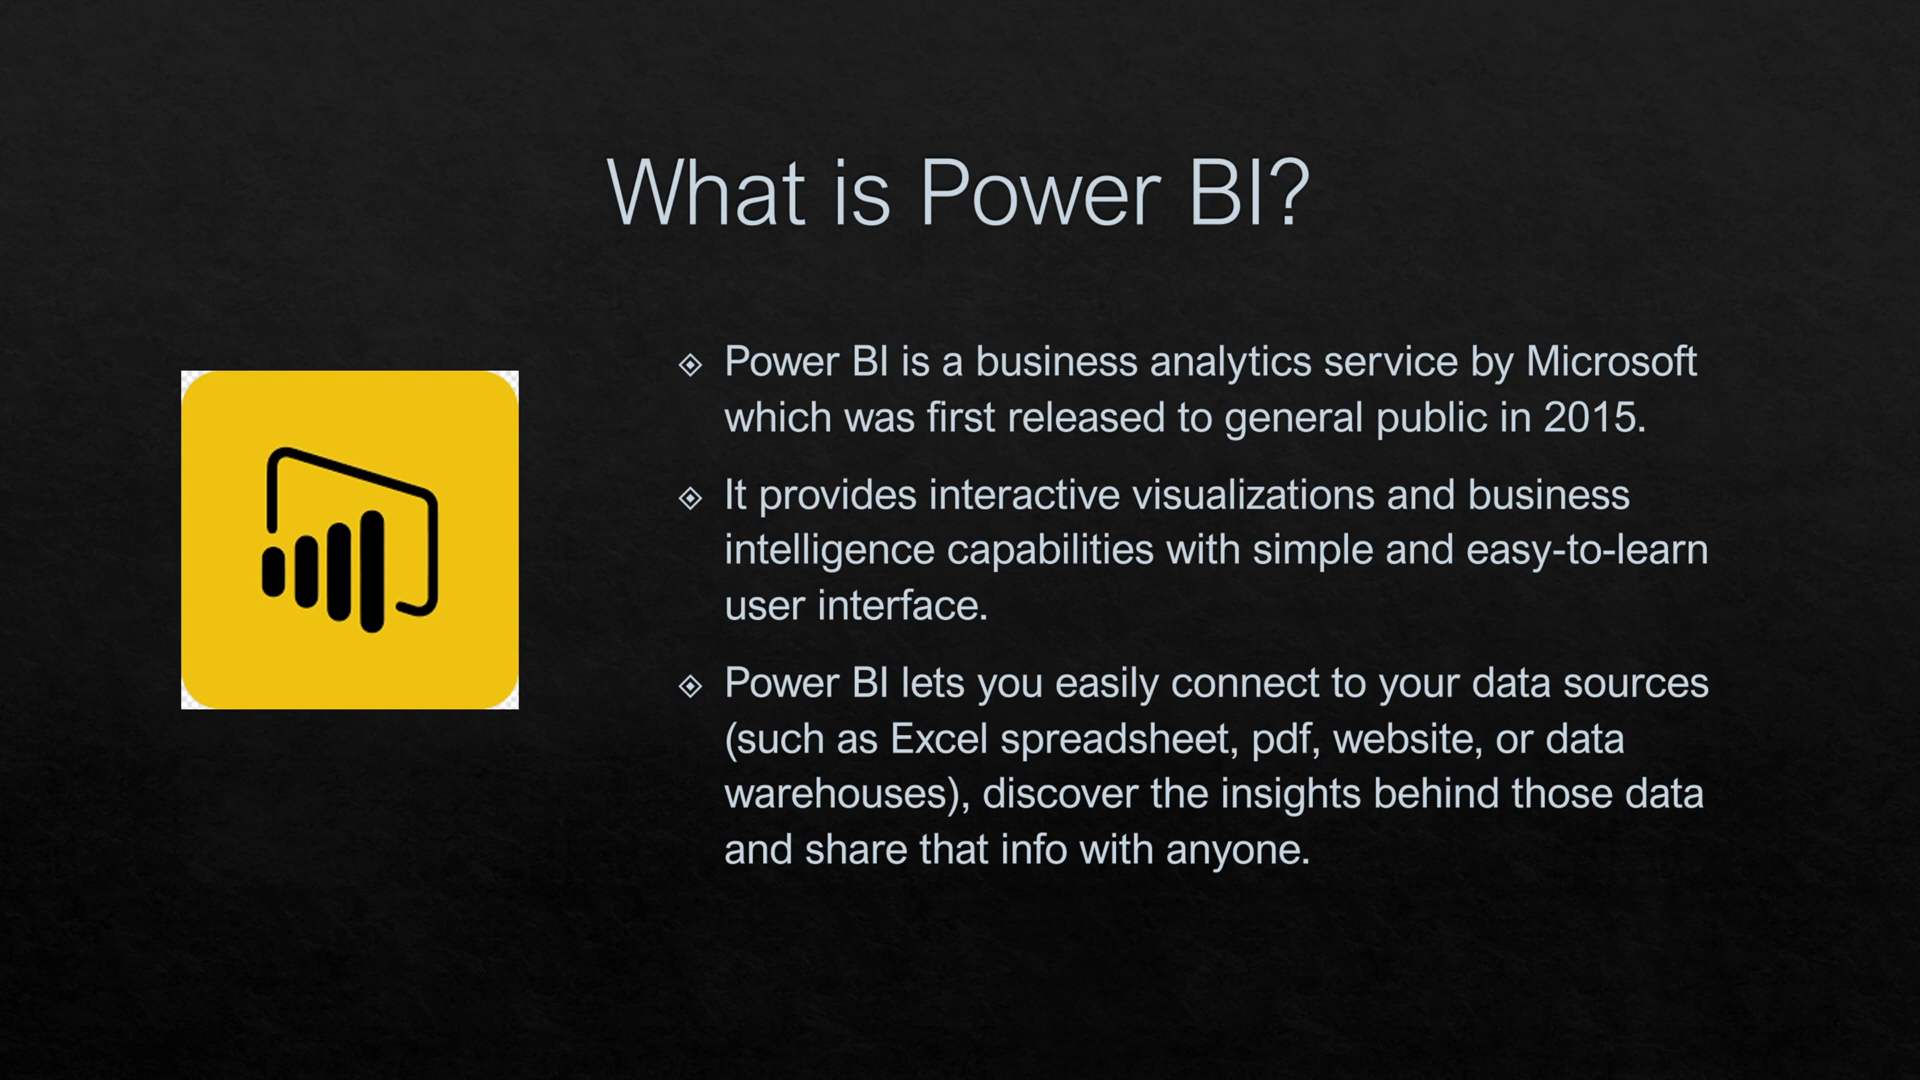 What is Power BI?
Power BI is a business analytics service by Microsoft
which was first released to general public in 2015.
It provides interactive visualizations and business
intelligence capabilities with simple and easy-to-learn
user interface.
Power BI lets you easily connect to your data sources
(such as Excel spreadsheet, pdf, website, or data
warehouses), discover the insights behind those data
and share that info with anyone.